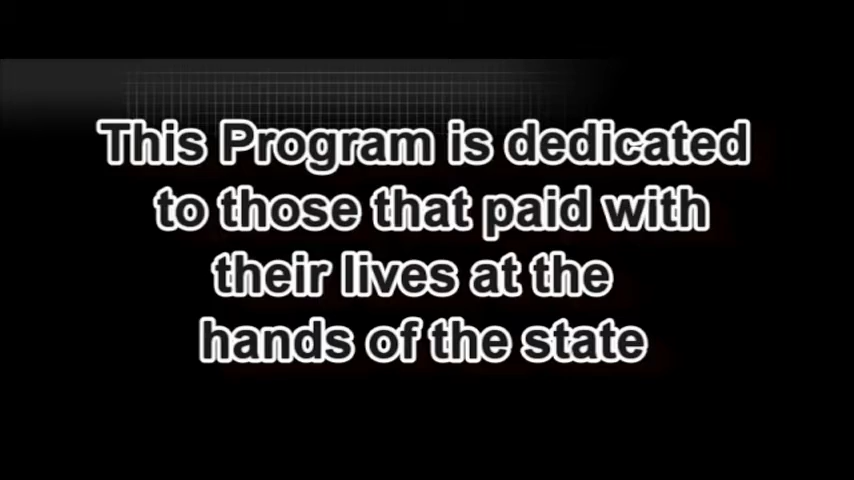 This Program is dedicated
to those that paid with
their lives at the
hands of the state